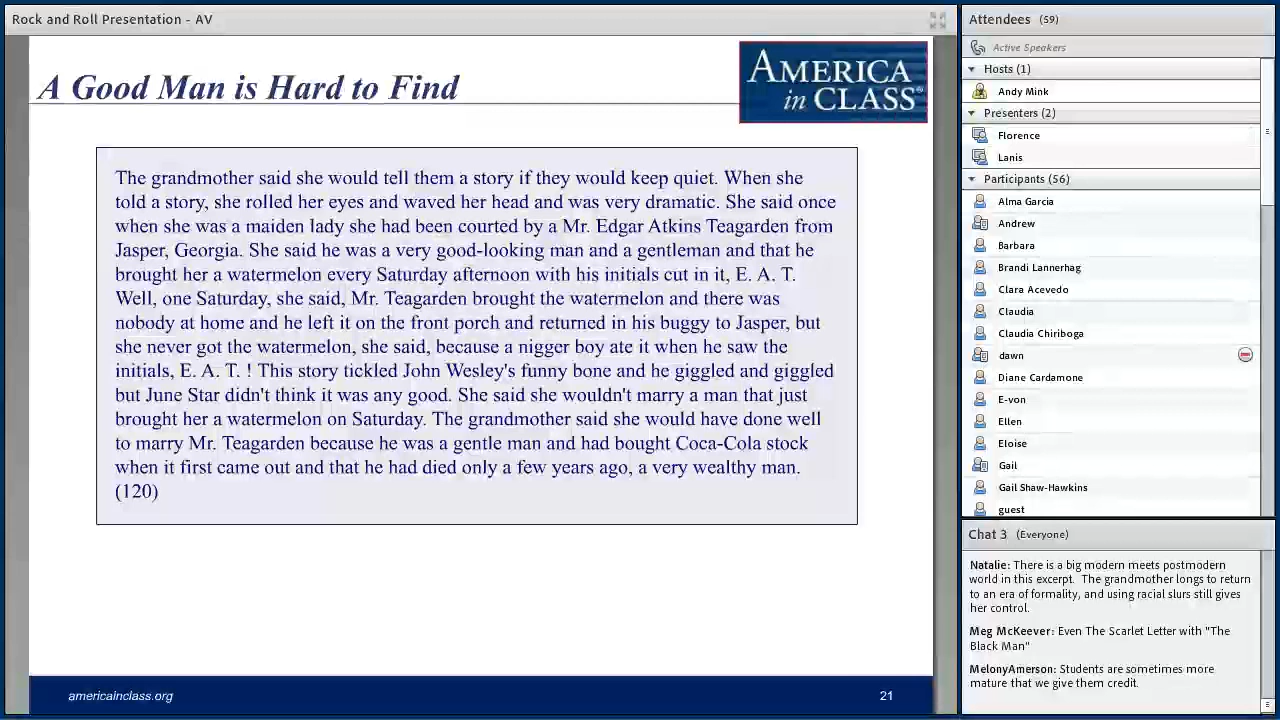 Rock and Roll Presentation - AV
A Good Man is Hard to Find
AMERICA
in CLASS®
The grandmother said she would tell them a story if they would keep quiet. When she
told a story, she rolled her eyes and waved her head and was very dramatic. She said once
when she was a maiden lady she had been courted by a Mr. Edgar Atkins Teagarden from
Jasper, Georgia. She said he was a very good-looking man and a gentleman and that he
brought her a watermelon every Saturday afternoon with his initials cut in it, E. A. T.
Well, one Saturday, she said, Mr. Teagarden brought the watermelon and there was
nobody at home and he left it on the front porch and returned in his buggy to Jasper, but
she never got the watermelon, she said, because a nigger boy ate it when he saw the
initials, E. A. T. ! This story tickled John Wesley's funny bone and he giggled and giggled
but June Star didn't think it was any good. She said she wouldn't marry a man that just
brought her a watermelon on Saturday. The grandmother said she would have done well
to marry Mr. Teagarden because he was a gentle man and had bought Coca-Cola stock
when it first came out and that he had died only a few years ago, a very wealthy man.
(120)
americainclass.org
21
Attendees (59)
Active Speakers
Hosts (1)
Andy Mink
Presenters (2)
Florence
Lanis
Participants (56)
Alma Garcia
Andrew
Barbara
Brandi Lannerhag
Clare Acevedo
Claudia
Claudia Chiriboga
dawn
Diane Cardamone
E-von
Ellen
Eloise
Gail
Gail Shaw-Hawkins
guest
Chat 3 (Everyone)
Natalie: There is a big modern meets postmodern
world in this excerpt. The grandmother longs to return
to an era of formality, and using racial slurs still gives
her control.
Meg McKeever: Even The Scarlet Letter with "The
Black Man"
MelonyAmerson: Students are sometimes more
mature that we give them credit.